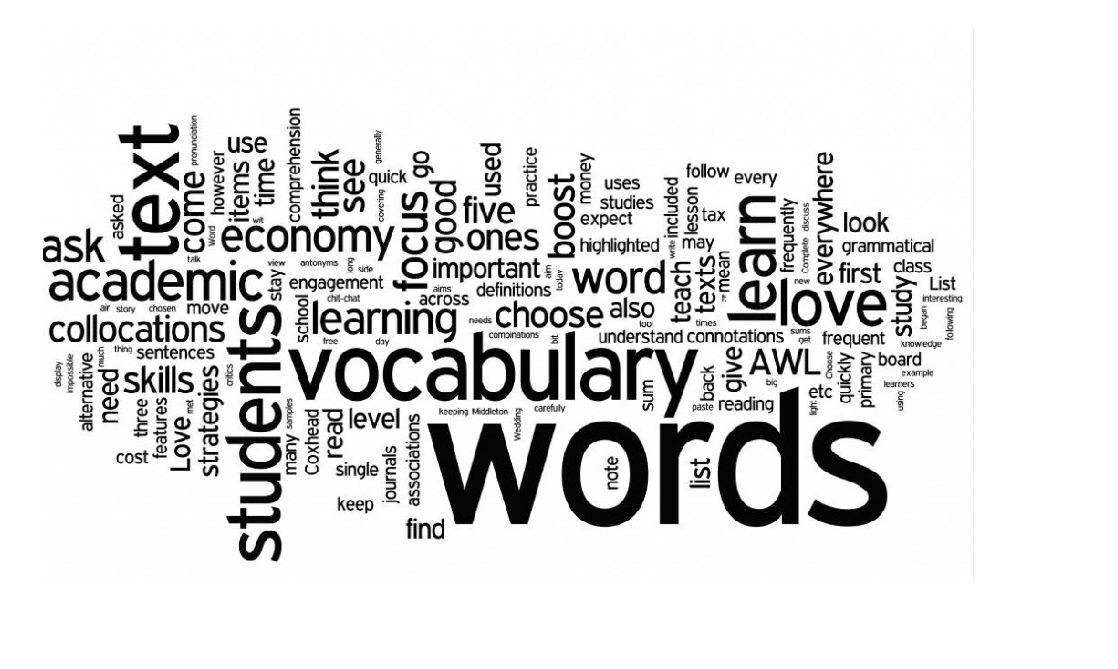 pronunciation
comprehension
text
asked
come
however
use
items
time
think
see
generally
quick
covering
go
used
practice
money
follow
every
everywhere
ask
Word
wit
talk
economy
focus
good
five
ones
boost
uses
studies
expect
highlighted
included
lesson
tax
write
may
learn
frequently
discuss
Complete
look
grammatical
academic
view
stay
antonyms
long
side
engagement
important
aims
definitions
aim
today
word
teach
texts
mean
new
first
class
study
List
interesting
air
story
chosen
move
school
chit-chat
learning
across
needs
choose
also
tool
times
love
began
following
collocations
free
day
combinations
bit
understand
connotations
sums
get
frequent
knowledge
display
impossible
alternative
much
thing
sentences
need
skills
critics
students
vocabulary
sum
back
give
AWL
big
Choose
quickly
primary
board
example
learners
using
three
features
Love
met
strategies
many
samples
Coxhead
read
level
keeping
Middleton
Wedding
carefully
paste
reading
etc
light
cost
single
journals
associations
words
note
list
keep
find